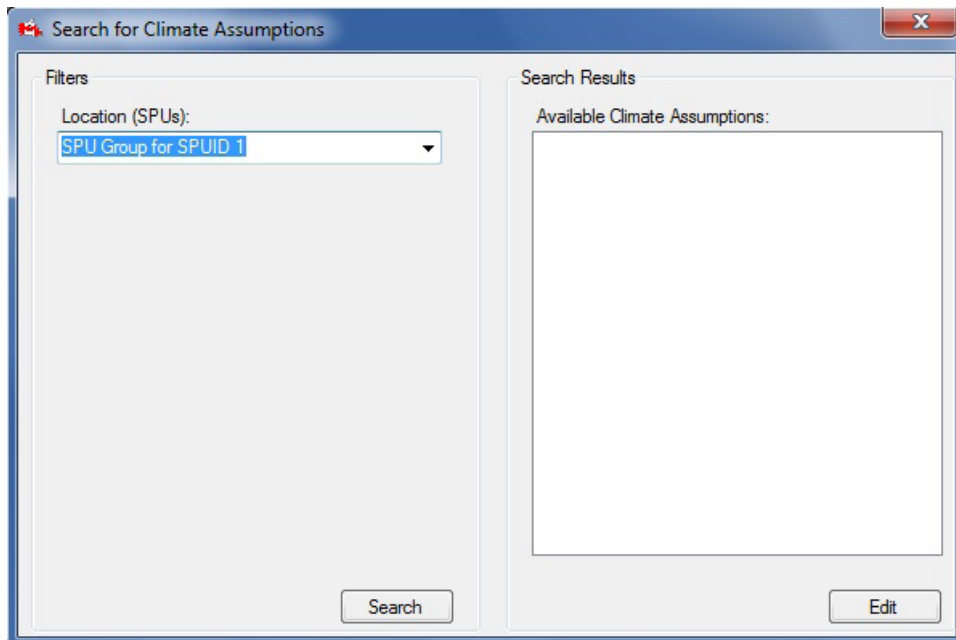 Search for Climate Assumptions
Filters
Location (SPUs):
SPU Group for SPUID 1
Search
Search Results
Available Climate Assumptions:
Edit